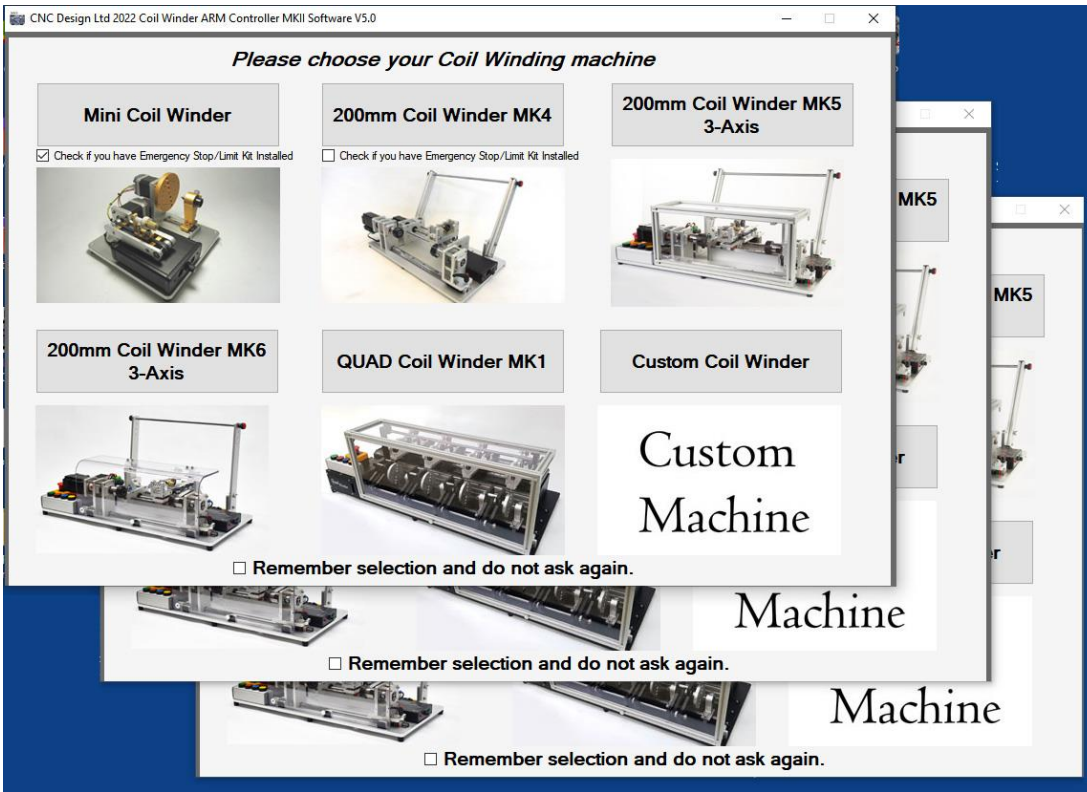 CNC Design Ltd 2022 Coil Winder ARM Controller MKII Software V5.0
Please choose your Coil Winding machine
Mini Coil Winder
200mm Coil Winder MK4
200mm Coil Winder MK5
3-Axis
Check if you have Emergency Stop/Limit Kit Installed
Check if you have Emergency Stop/Limit Kit Installed
MK5
MK5
200mm Coil Winder MK6
3-Axis
QUAD Coil Winder MK1
Custom Coil Winder
Custom
Machine
r
er
Remember selection and do not ask again.
Machine
Remember selection and do not ask again.
Machine
Remember selection and do not ask again.